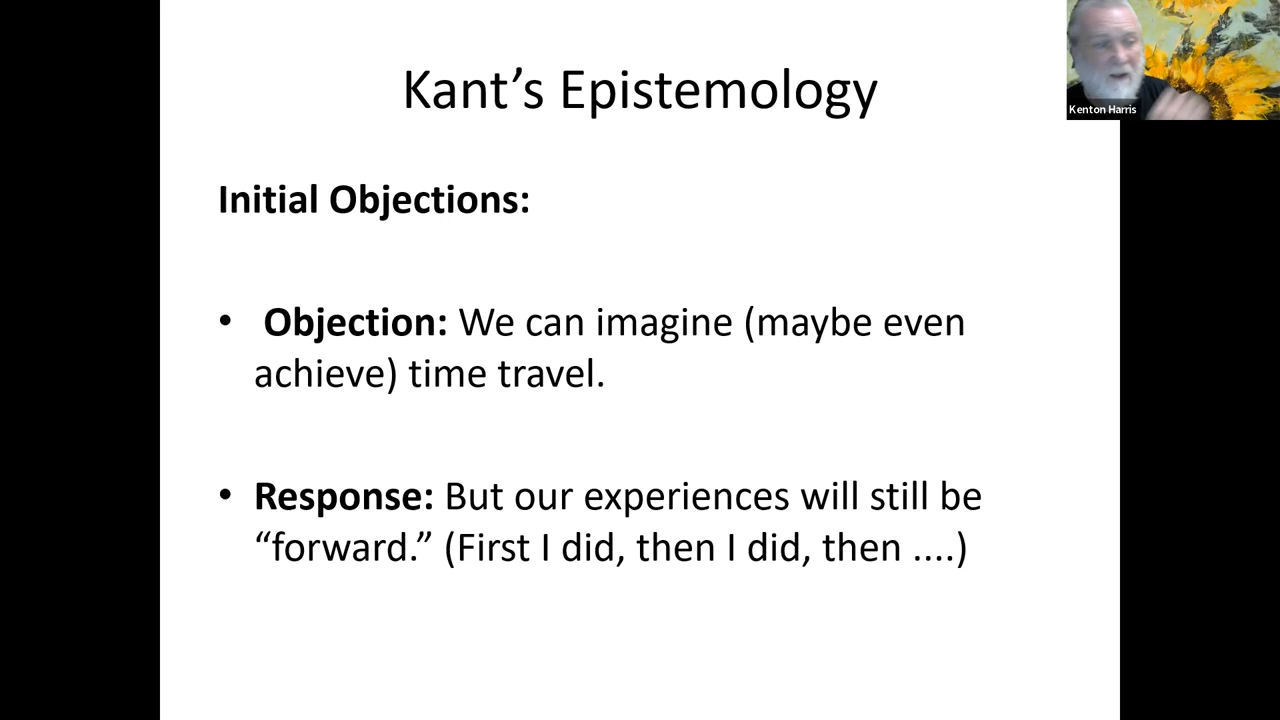 Kant’s Epistemology
Kenton Harris
Initial Objections:
• Objection: We can imagine (maybe even
achieve) time travel.
• Response: But our experiences will still be
“forward.” (First I did, then I did, then ....)